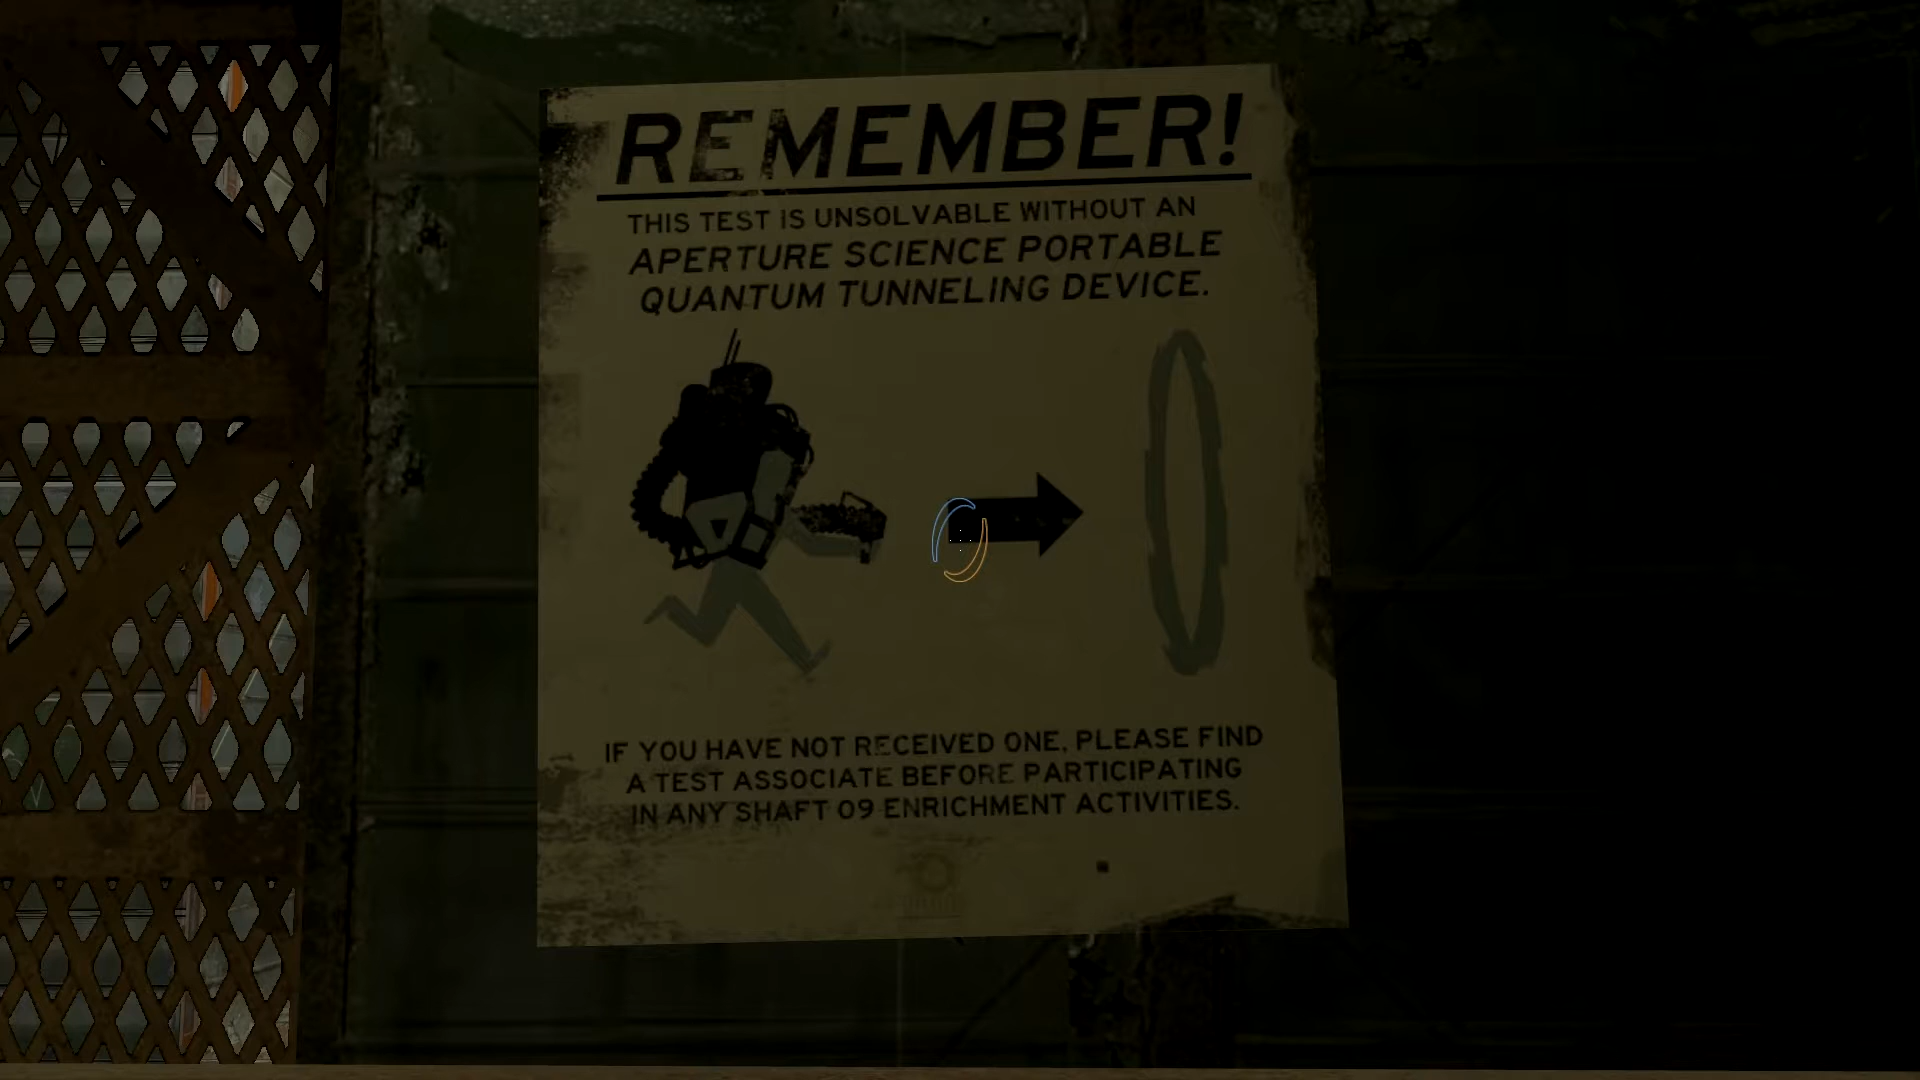 REMEMBER!
THIS TEST IS UNSOLVABLE WITHOUT AN
APERTURE SCIENCE PORTABLE
QUANTUM TUNNELING DEVICE.
IF YOU HAVE NOT RECEIVED ONE, PLEASE FIND
A TEST ASSOCIATE BEFORE PARTICIPATING
IN ANY SHAFT 09 ENRICHMENT ACTIVITIES.